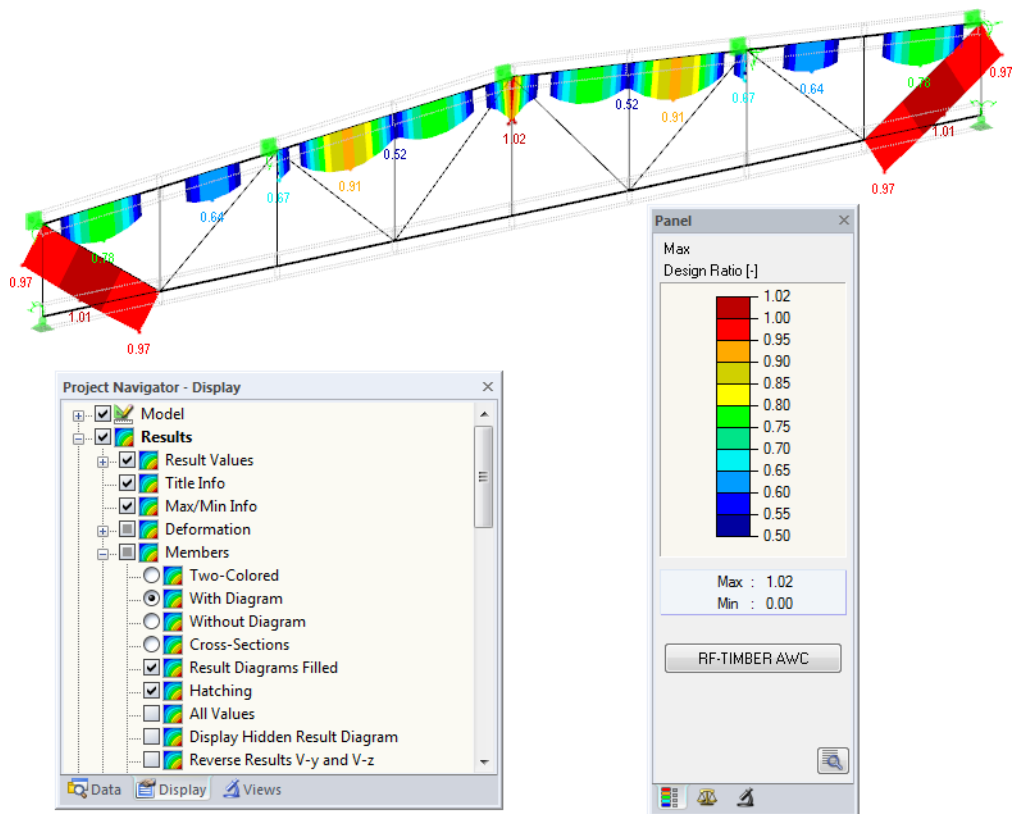 0.97
0.78
0.64
0.67
0.91
0.52
1.02
0.52
0.91
0.67
0.64
0.78
0.97
1.01
0.97
1.01
0.97
Panel
Max
Design Ratio [-]
1.02
1.00
0.95
0.90
0.85
0.80
0.75
0.70
0.65
0.60
0.55
0.50
Max : 1.02
Min : 0.00
RF-TIMBER AWC
Project Navigator - Display
Model
Results
Result Values
Title Info
Max/Min Info
Deformation
Members
Two-Colored
With Diagram
Without Diagram
Cross-Sections
Result Diagrams Filled
Hatching
All Values
Display Hidden Result Diagram
Reverse Results V-y and V-z
Data Display Views